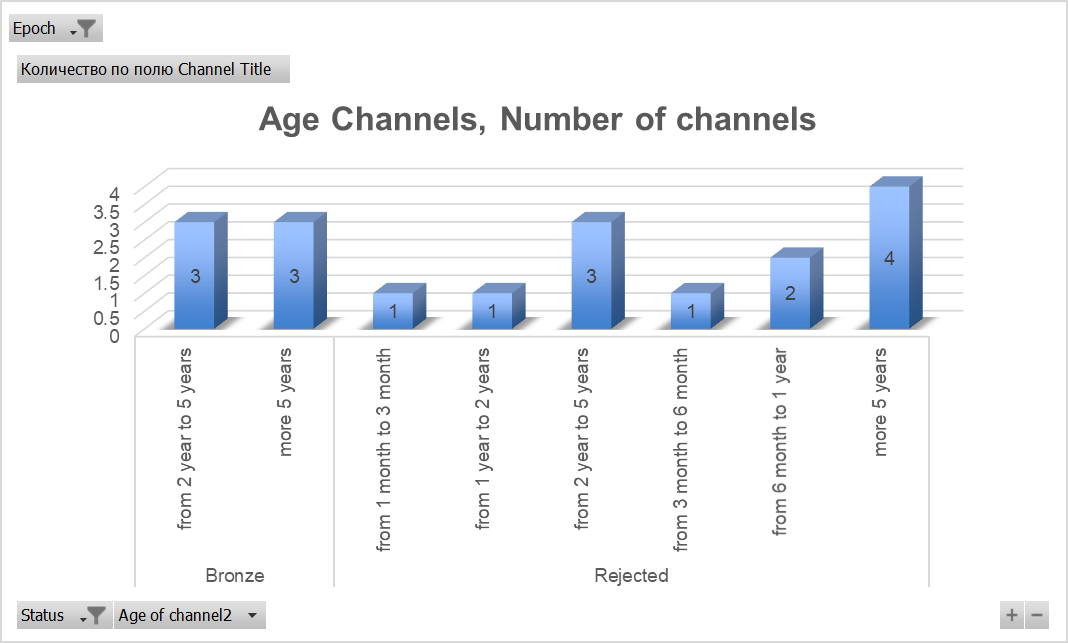 Epoch
Количество по полю Channel Title
Age Channels, Number of channels
4
3.5
3
2.5
2
1.5
1
0.5
0
3
3
1
1
3
1
2
4
from 2 year to 5 years
more 5 years
from 1 month to 3 month
from 1 year to 2 years
from 2 year to 5 years
from 3 month to 6 month
from 6 month to 1 year
more 5 years
Bronze
Rejected
Status
Age of channel2
+
−